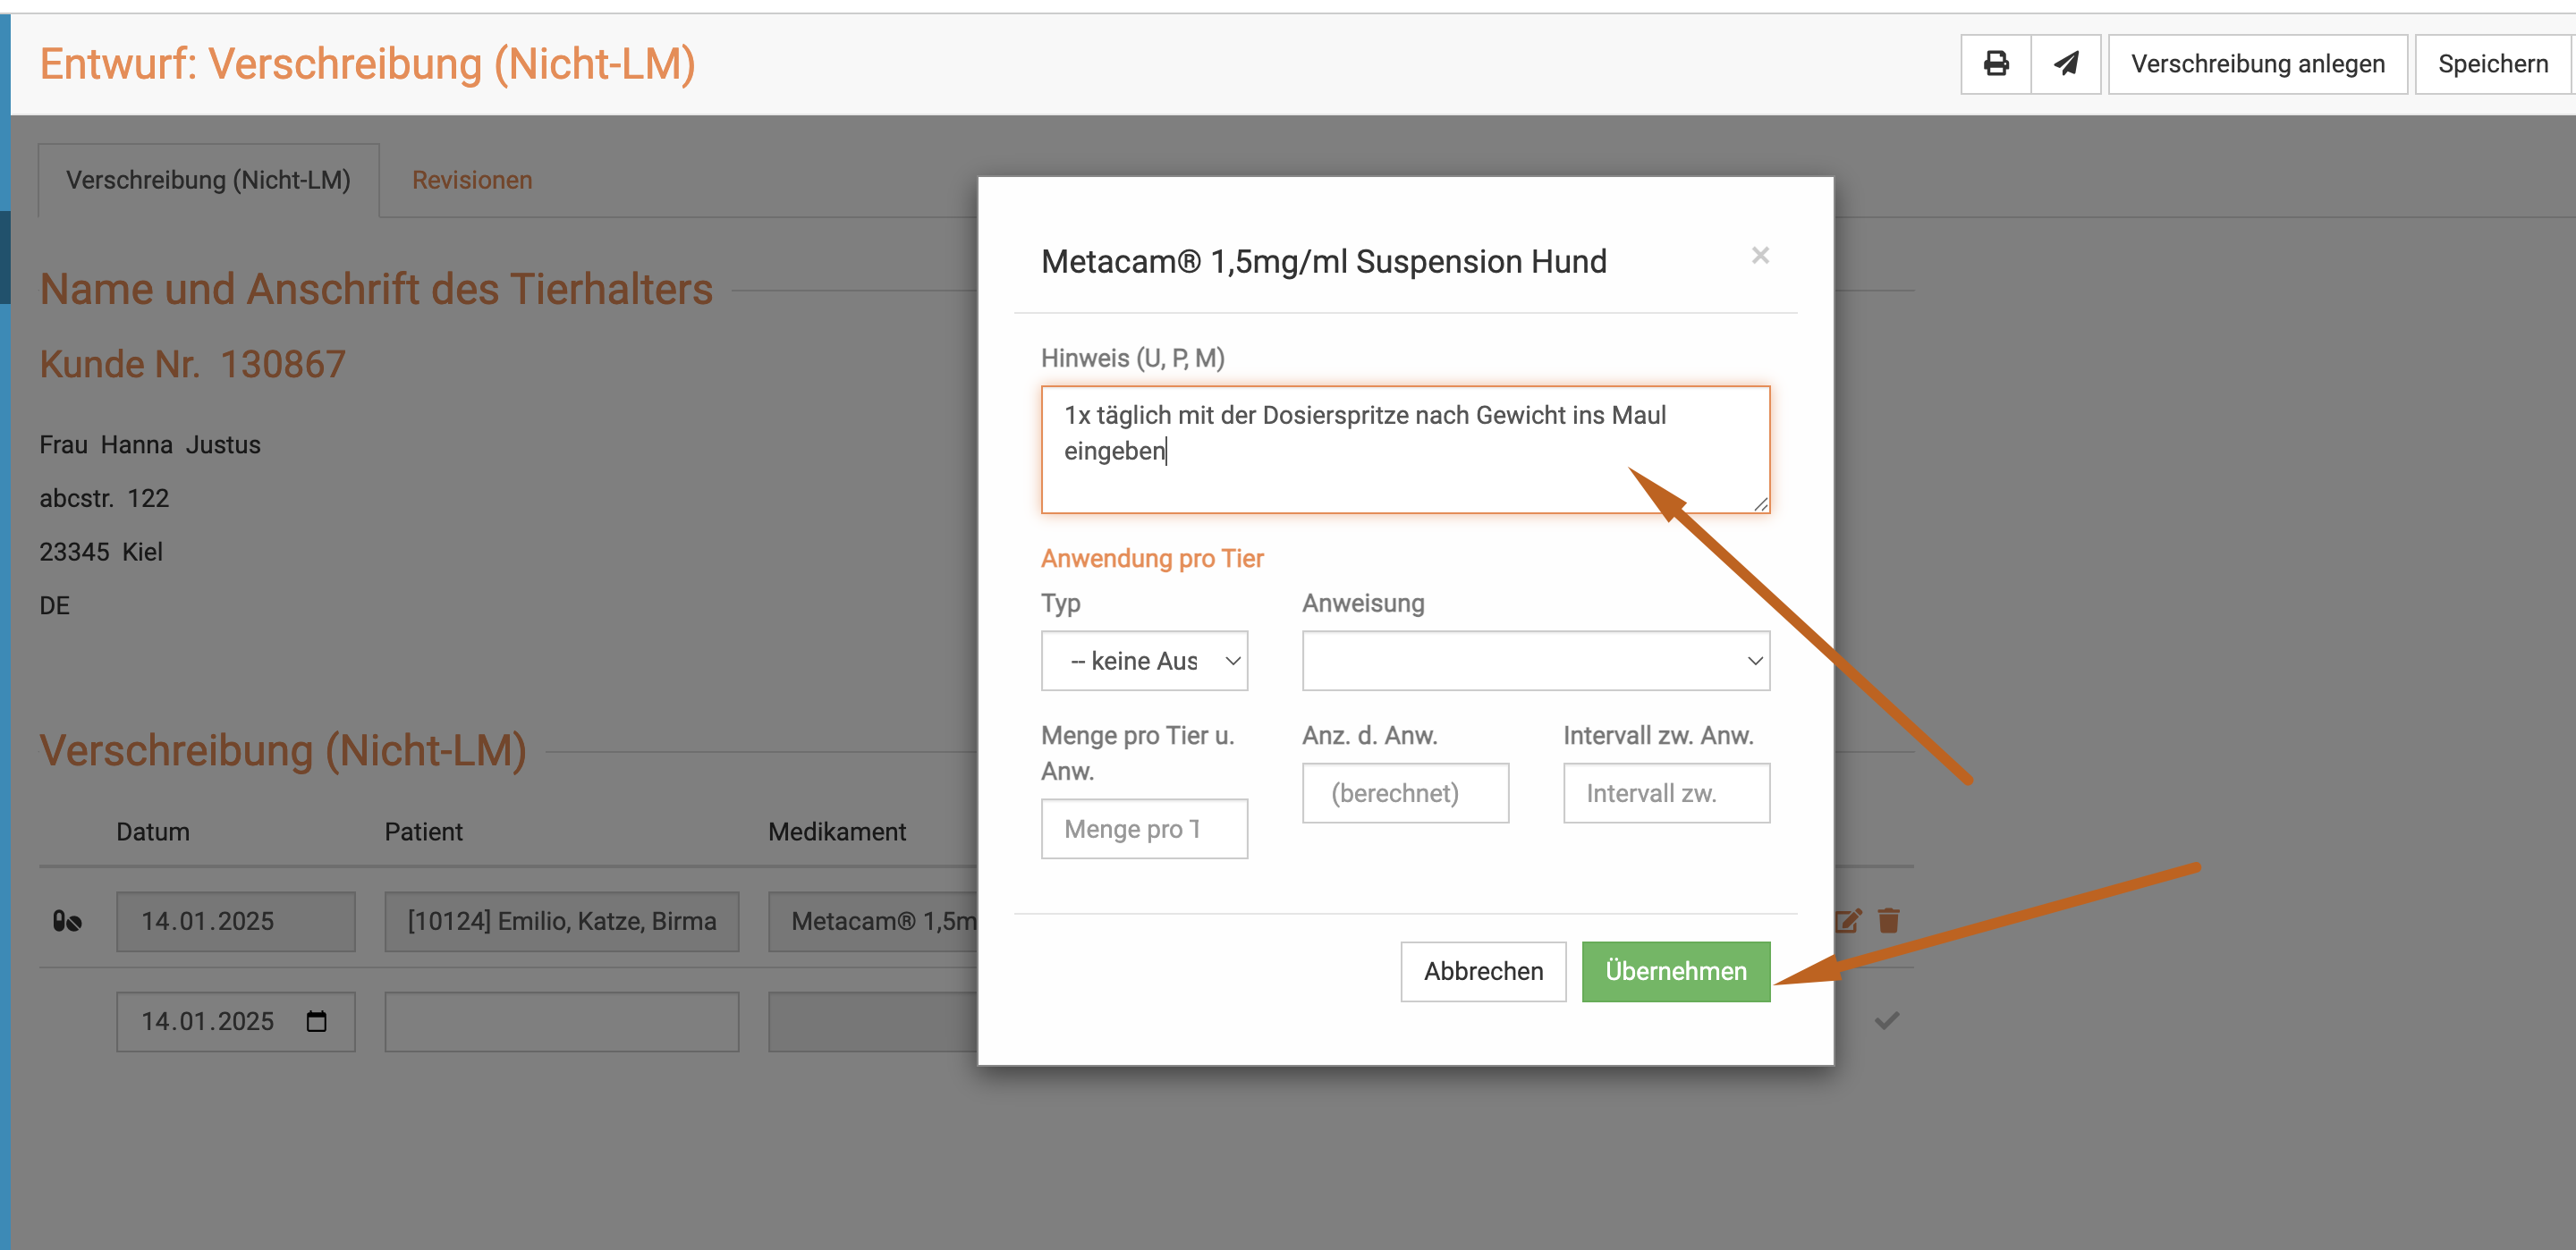 Entwurf: Verschreibung (Nicht-LM)
Verschreibung anlegen
Speichern
Verschreibung (Nicht-LM)
Revisionen
Name und Anschrift des Tierhalters
Kunde Nr. 130867
Frau Hanna Justus
abcstr. 122
23345 Kiel
DE
Verschreibung (Nicht-LM)
Datum Patient Medikament
14.01.2025 [10124] Emilio, Katze, Birma Metacam® 1,5m
14.01.2025
Metacam® 1,5mg/ml Suspension Hund
×
Hinweis (U, P, M)
1x täglich mit der Dosierspritze nach Gewicht ins Maul
eingeben
Anwendung pro Tier
Typ Anweisung
-- keine Aus
Menge pro Tier u.
Anw.
Anz. d. Anw.
Intervall zw. Anw.
Menge pro T
(berechnet)
Intervall zw.
Abbrechen
Übernehmen